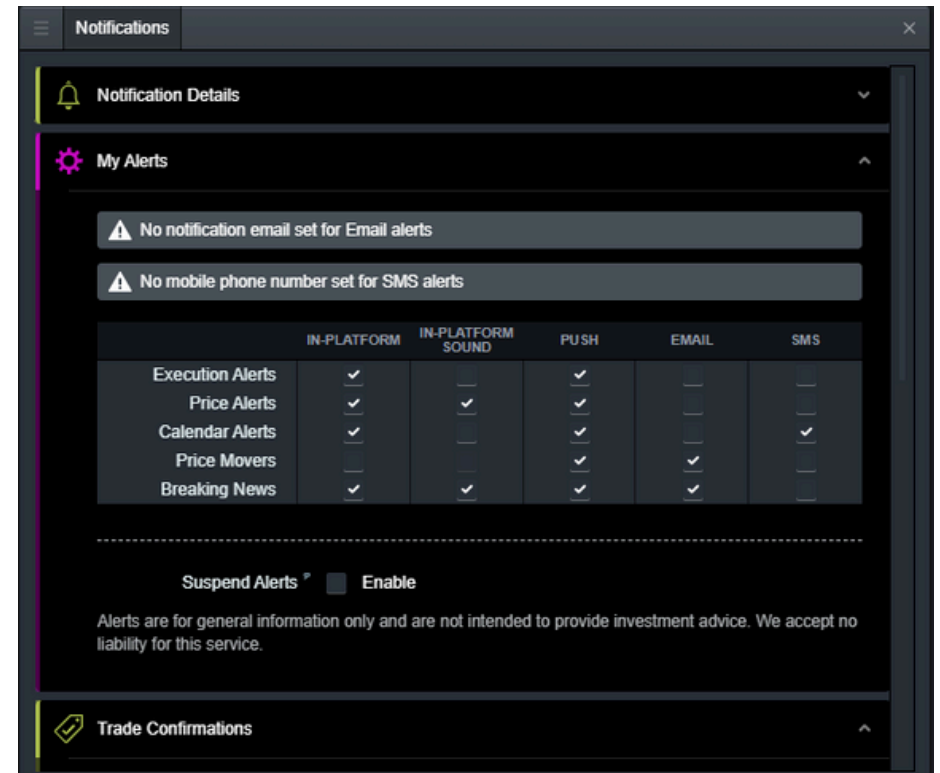 Notifications
Notification Details
My Alerts
No notification email set for Email alerts
No mobile phone number set for SMS alerts
IN-PLATFORM IN-PLATFORM SOUND PUSH EMAIL SMS
Execution Alerts
Price Alerts
Calendar Alerts
Price Movers
Breaking News
Suspend Alerts Enable
Alerts are for general information only and are not intended to provide investment advice. We accept no
liability for this service.
Trade Confirmations